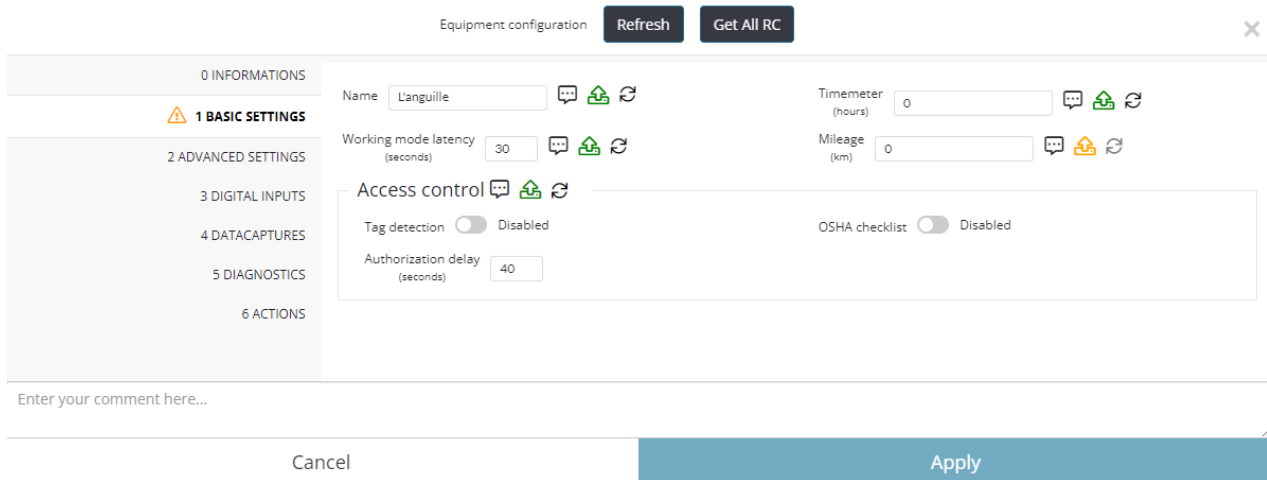 Equipment configuration Refresh Get All RC
0 INFORMATIONS
1 BASIC SETTINGS
2 ADVANCED SETTINGS
3 DIGITAL INPUTS
4 DATACAPTURES
5 DIAGNOSTICS
6 ACTIONS
Name L'anguille
Timemeter (hours) 0
Working mode latency (seconds) 30
Mileage (km) 0
Access control
Tag detection Disabled
OSHA checklist Disabled
Authorization delay (seconds) 40
Enter your comment here...
Cancel Apply